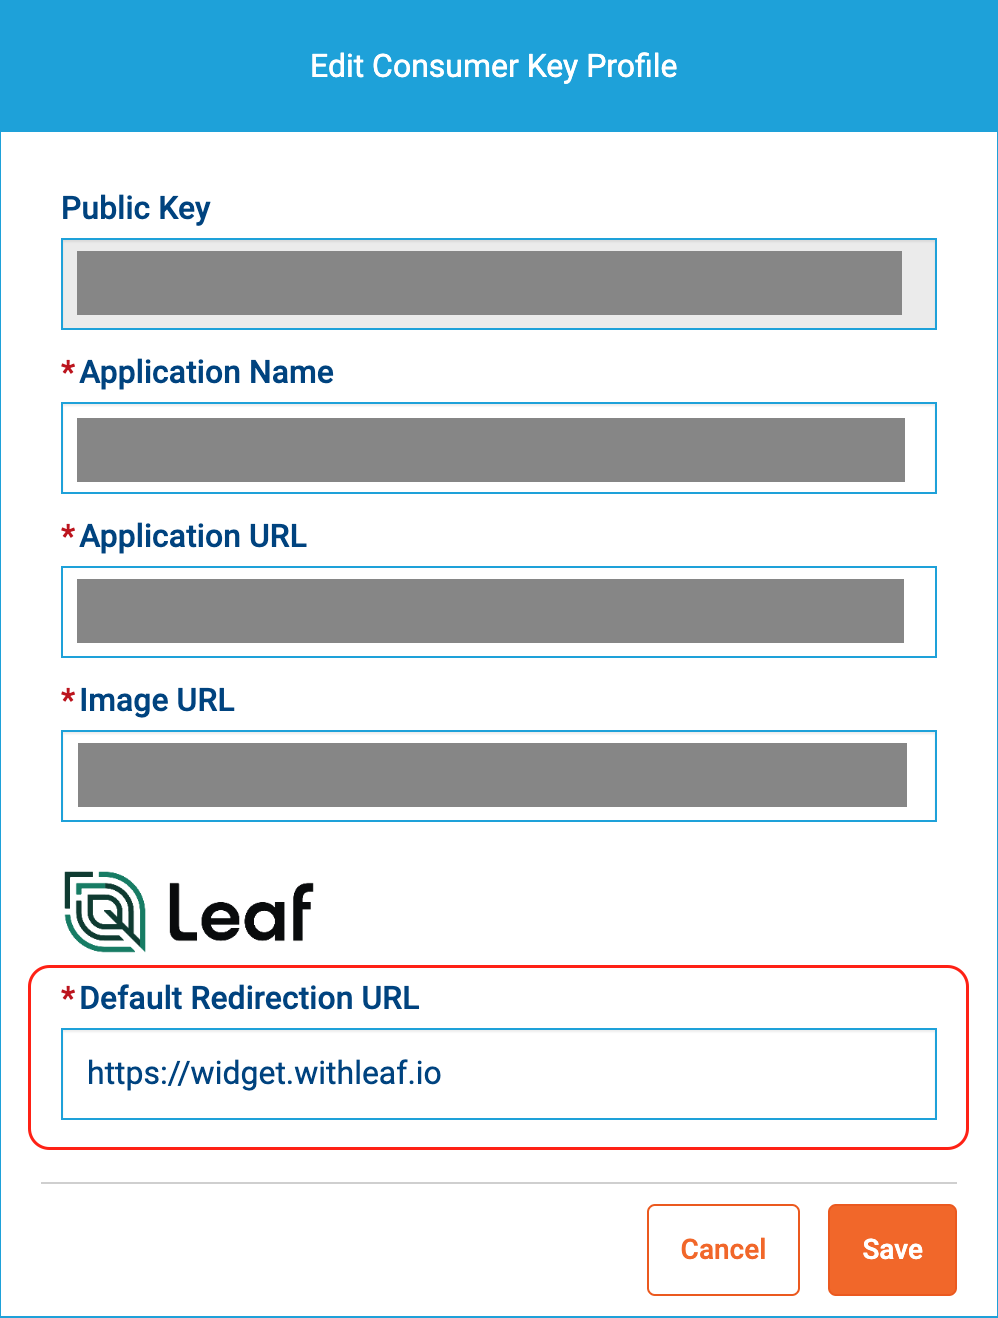 Edit Consumer Key Profile
Public Key
* Application Name
* Application URL
* Image URL
Leaf
* Default Redirection URL
https://widget.withleaf.io
Cancel
Save